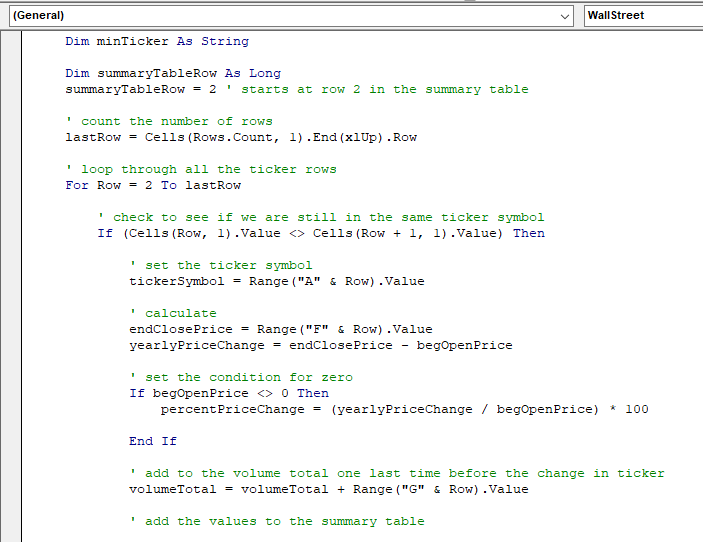 (General)
WallStreet
Dim minTicker As String
Dim summaryTableRow As Long
summaryTableRow = 2 ' starts at row 2 in the summary table
' count the number of rows
lastRow = Cells(Rows.Count, 1).End(xlUp).Row
' loop through all the ticker rows
For Row = 2 To lastRow
' check to see if we are still in the same ticker symbol
If (Cells(Row, 1).Value <> Cells(Row + 1, 1).Value) Then
' set the ticker symbol
tickerSymbol = Range("A" & Row).Value
' calculate
endClosePrice = Range("F" & Row).Value
yearlyPriceChange = endClosePrice - begOpenPrice
' set the condition for zero
If begOpenPrice <> 0 Then
percentPriceChange = (yearlyPriceChange / begOpenPrice) * 100
End If
' add to the volume total one last time before the change in ticker
volumeTotal = volumeTotal + Range("G" & Row).Value
' add the values to the summary table